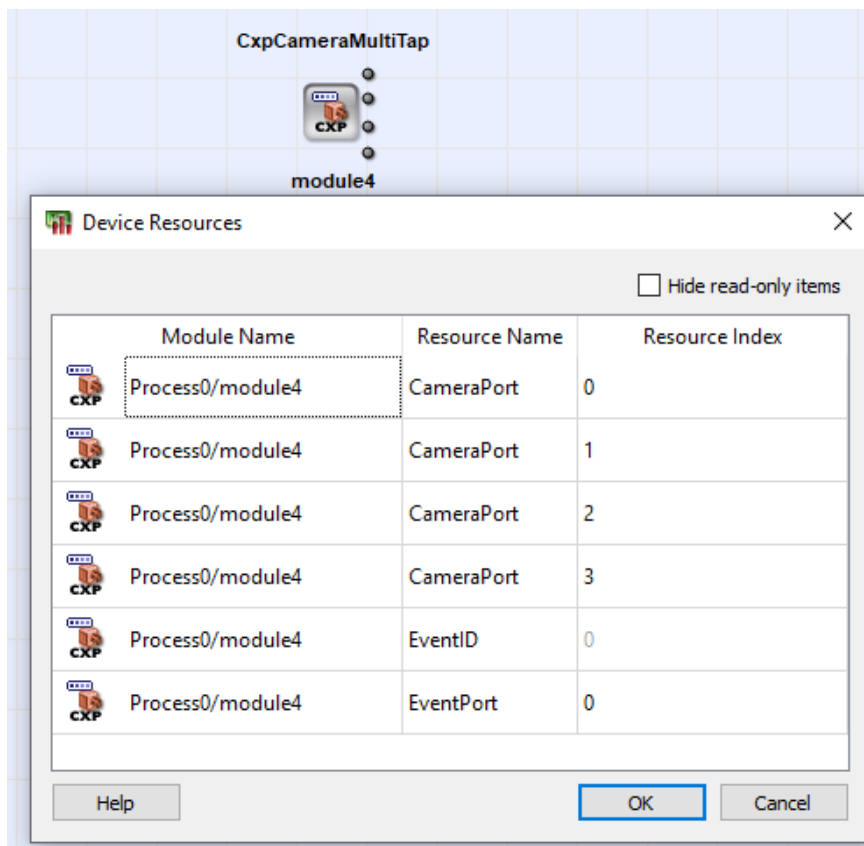 CxpCameraMultiTap
CXP
module4
Device Resources
Hide read-only items
Module Name Resource Name Resource Index
CXP Process0/module4 CameraPort 0
CXP Process0/module4 CameraPort 1
CXP Process0/module4 CameraPort 2
CXP Process0/module4 CameraPort 3
CXP Process0/module4 EventID 0
CXP Process0/module4 EventPort 0
Help OK Cancel